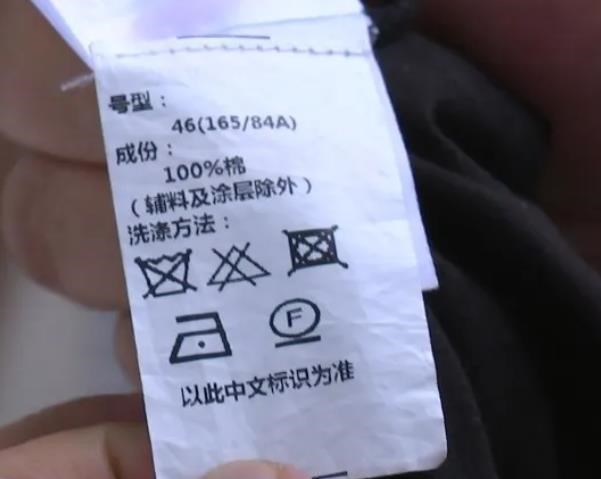 号型：
46(165/84A)
成份：
100%棉
（辅料及涂层除外）
洗涤方法：
F
以此中文标识为准